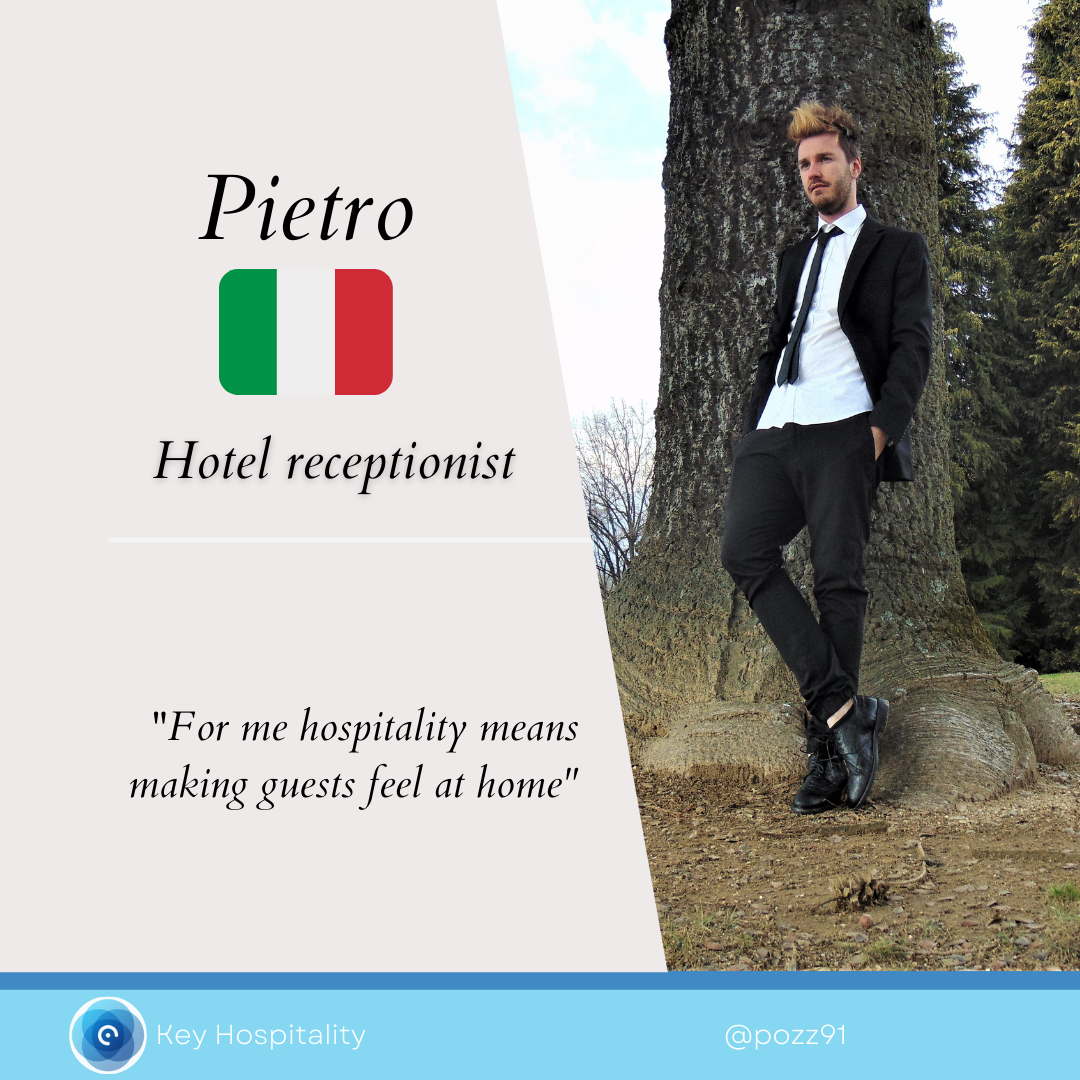 Pietro
Hotel receptionist
"For me hospitality means
making guests feel at home"
Key Hospitality
@pozz91